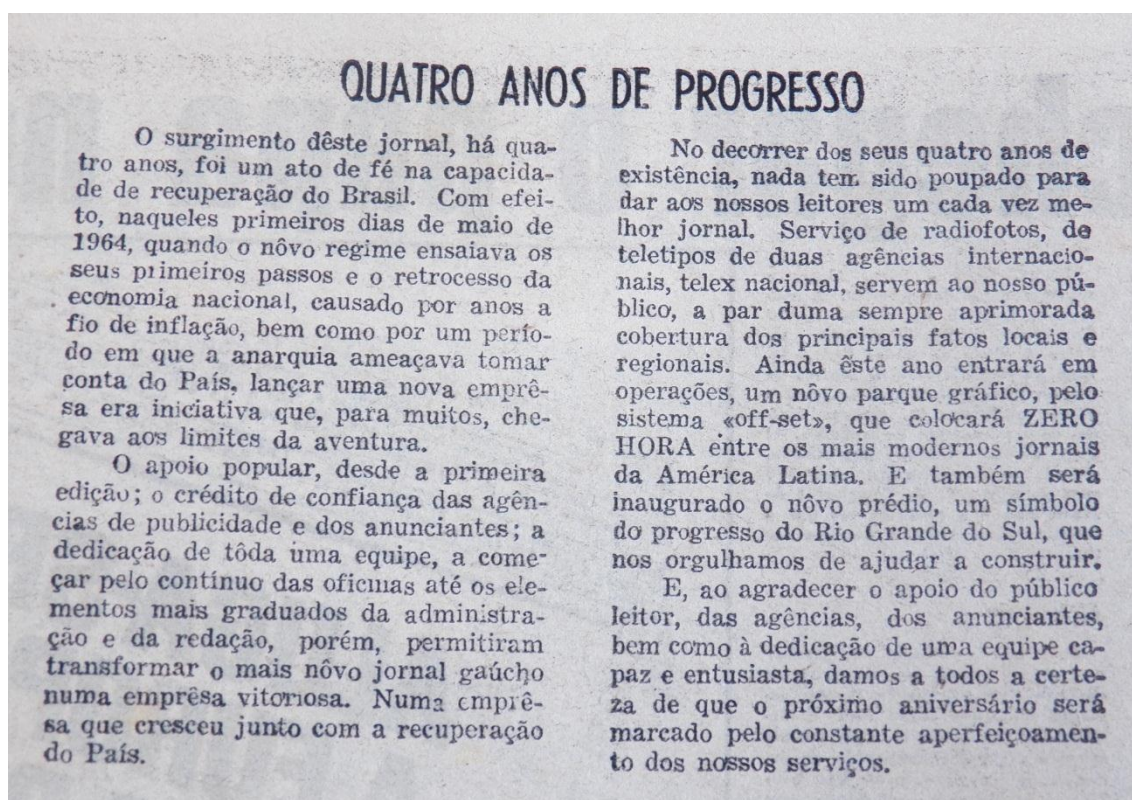 QUATRO ANOS DE PROGRESSO
O surgimento dêste jornal, há qua-
tro anos, foi um ato de fé na capacida-
de de recuperação do Brasil. Com efei-
to, naqueles primeiros dias de maio de
1964, quando o nôvo regime ensaiava os
seus primeiros passos e o retrocesso da
economia nacional, causado por anos a
fio de inflação, bem como por um perío-
do em que a anarquia ameaçava tomar
conta do País, lançar uma nova emprê-
sa era iniciativa que, para muitos, che-
gava aos limites da aventura.
O apoio popular, desde a primeira
edição; o crédito de confiança das agên-
cias de publicidade e dos anunciantes; a
dedicação de tôda uma equipe, a come-
çar pelo contínuo das oficinas até os ele-
mentos mais graduados da administra-
ção e da redação, porém, permitiram
transformar o mais nôvo jornal gaúcho
numa emprêsa vitoriosa. Numa emprê-
sa que cresceu junto com a recuperação
do País.
No decorrer dos seus quatro anos de
existência, nada tem sido poupado para
dar aos nossos leitores um cada vez me-
lhor jornal. Serviço de radiofotos, de
teletipos de duas agências internacio-
nais, telex nacional, servem ao nosso pú-
blico, a par duma sempre aprimorada
cobertura dos principais fatos locais e
regionais. Ainda êste ano entrará em
operações, um nôvo parque gráfico, pelo
sistema «off-set», que colocará ZERO
HORA entre os mais modernos jornais
da América Latina. E também será
inaugurado o nôvo prédio, um símbolo
do progresso do Rio Grande do Sul, que
nos orgulhamos de ajudar a construir.
E, ao agradecer o apoio do público
leitor, das agências, dos anunciantes,
bem como à dedicação de uma equipe ca-
paz e entusiasta, damos a todos a certe-
za de que o próximo aniversário será
marcado pelo constante aperfeiçoamen-
to dos nossos serviços.